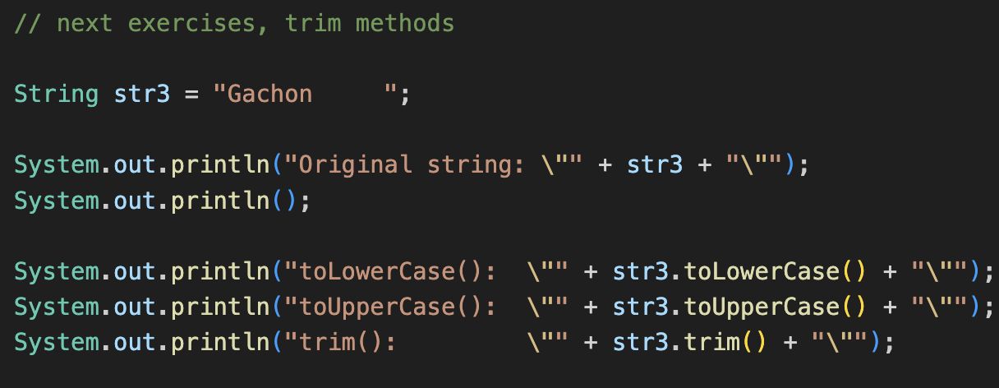 // next exercises, trim methods
String str3 = "Gachon     ";
System.out.println("Original string: \"" + str3 + "\"");
System.out.println();
System.out.println("toLowerCase():  \"" + str3.toLowerCase() + "\"");
System.out.println("toUpperCase():  \"" + str3.toUpperCase() + "\"");
System.out.println("trim():         \"" + str3.trim() + "\"");